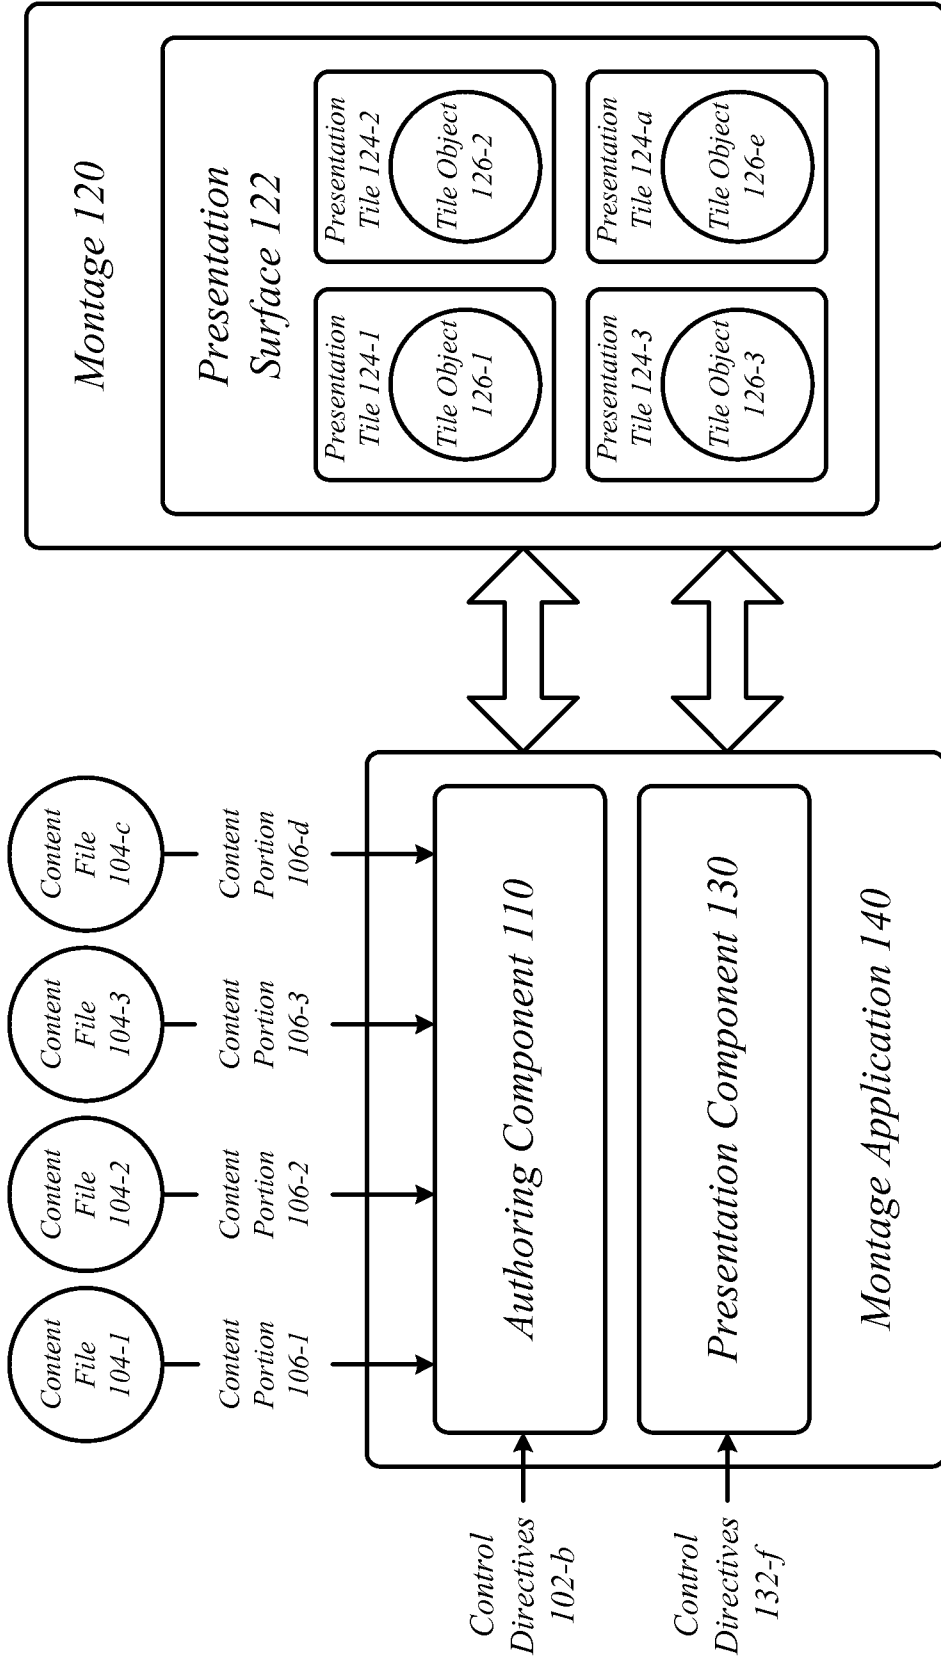 Content
File
104-1
Content
File
104-2
Content
File
104-3
Content
File
104-c
Content
Portion
106-1
Content
Portion
106-2
Content
Portion
106-3
Content
Portion
106-d
Control
Directives
102-b
Authoring Component 110
Control
Directives
132-f
Presentation Component 130
Montage Application 140
Montage 120
Presentation
Surface 122
Presentation
Tile 124-1
Tile Object
126-1
Presentation
Tile 124-2
Tile Object
126-2
Presentation
Tile 124-3
Tile Object
126-3
Presentation
Tile 124-a
Tile Object
126-e